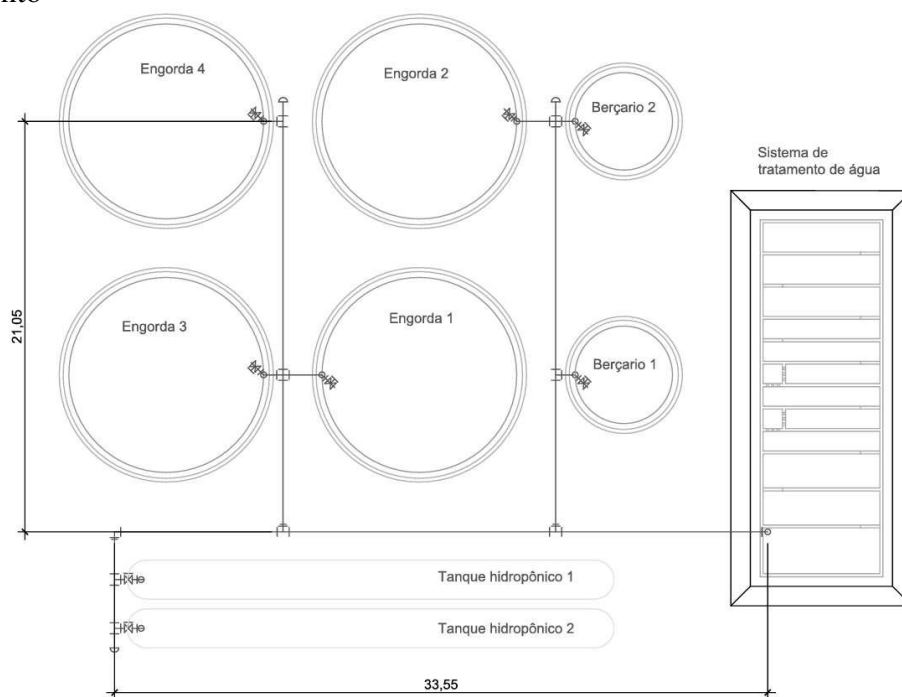 Engorda 4
Engorda 2
Berçario 2
Sistema de
tratamento de água
21,05
Engorda 3
Engorda 1
Berçario 1
Tanque hidropônico 1
Tanque hidropônico 2
33,55